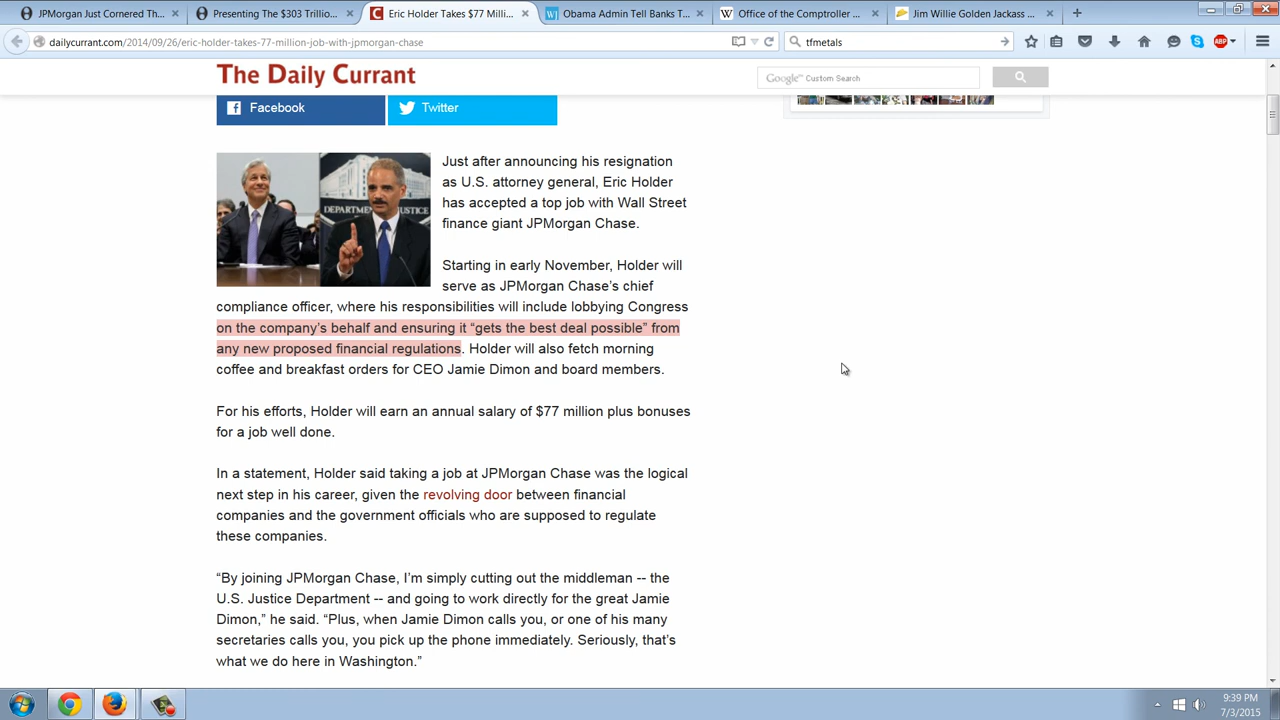 JPMorgan Just Cornered Th...
Presenting The $303 Trillio...
Eric Holder Takes $77 Milli...
Obama Admin Tell Banks T...
Office of the Comptroller ...
Jim Willie Golden Jackass ...
dailycurrant.com/2014/09/26/eric-holder-takes-77-million-job-with-jpmorgan-chase
tfmetals
ABP
The Daily Currant
Google™ Custom Search
Facebook
Twitter
DEPARTMENT JUSTICE
Just after announcing his resignation
as U.S. attorney general, Eric Holder
has accepted a top job with Wall Street
finance giant JPMorgan Chase.
Starting in early November, Holder will
serve as JPMorgan Chase’s chief
compliance officer, where his responsibilities will include lobbying Congress
on the company’s behalf and ensuring it “gets the best deal possible” from
any new proposed financial regulations. Holder will also fetch morning
coffee and breakfast orders for CEO Jamie Dimon and board members.
For his efforts, Holder will earn an annual salary of $77 million plus bonuses
for a job well done.
In a statement, Holder said taking a job at JPMorgan Chase was the logical
next step in his career, given the revolving door between financial
companies and the government officials who are supposed to regulate
these companies.
“By joining JPMorgan Chase, I’m simply cutting out the middleman -- the
U.S. Justice Department -- and going to work directly for the great Jamie
Dimon,” he said. “Plus, when Jamie Dimon calls you, or one of his many
secretaries calls you, you pick up the phone immediately. Seriously, that’s
what we do here in Washington.”
9:39 PM
7/3/2015